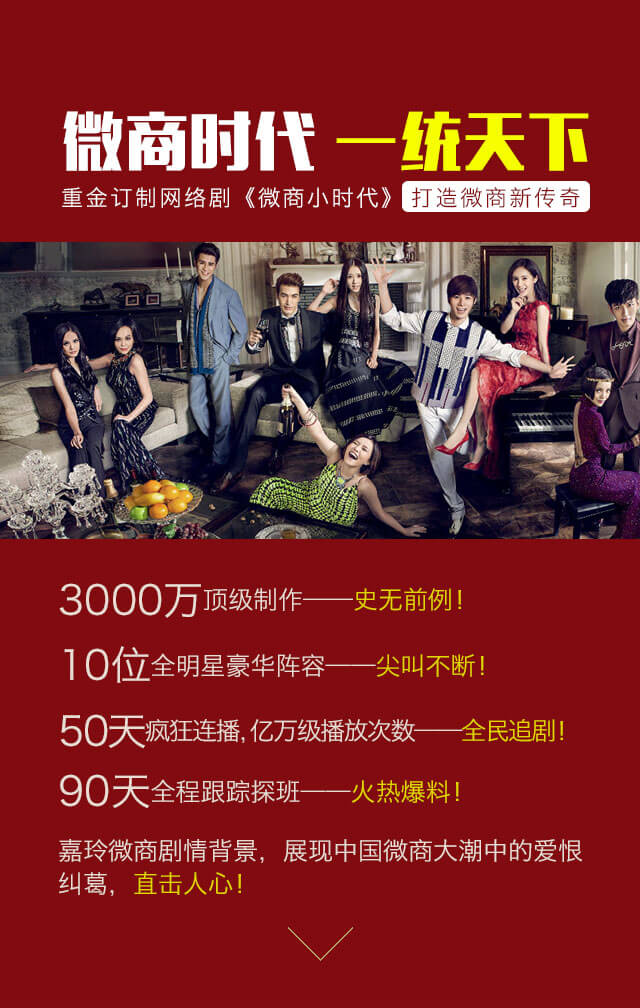 微商时代 一统天下
重金订制网络剧《微商小时代》 打造微商新传奇
3000万顶级制作——史无前例！
10位全明星豪华阵容——尖叫不断！
50天疯狂连播，亿万级播放次数——全民追剧！
90天全程跟踪探班——火热爆料！
嘉玲微商剧情背景，展现中国微商大潮中的爱恨
纠葛，直击人心！